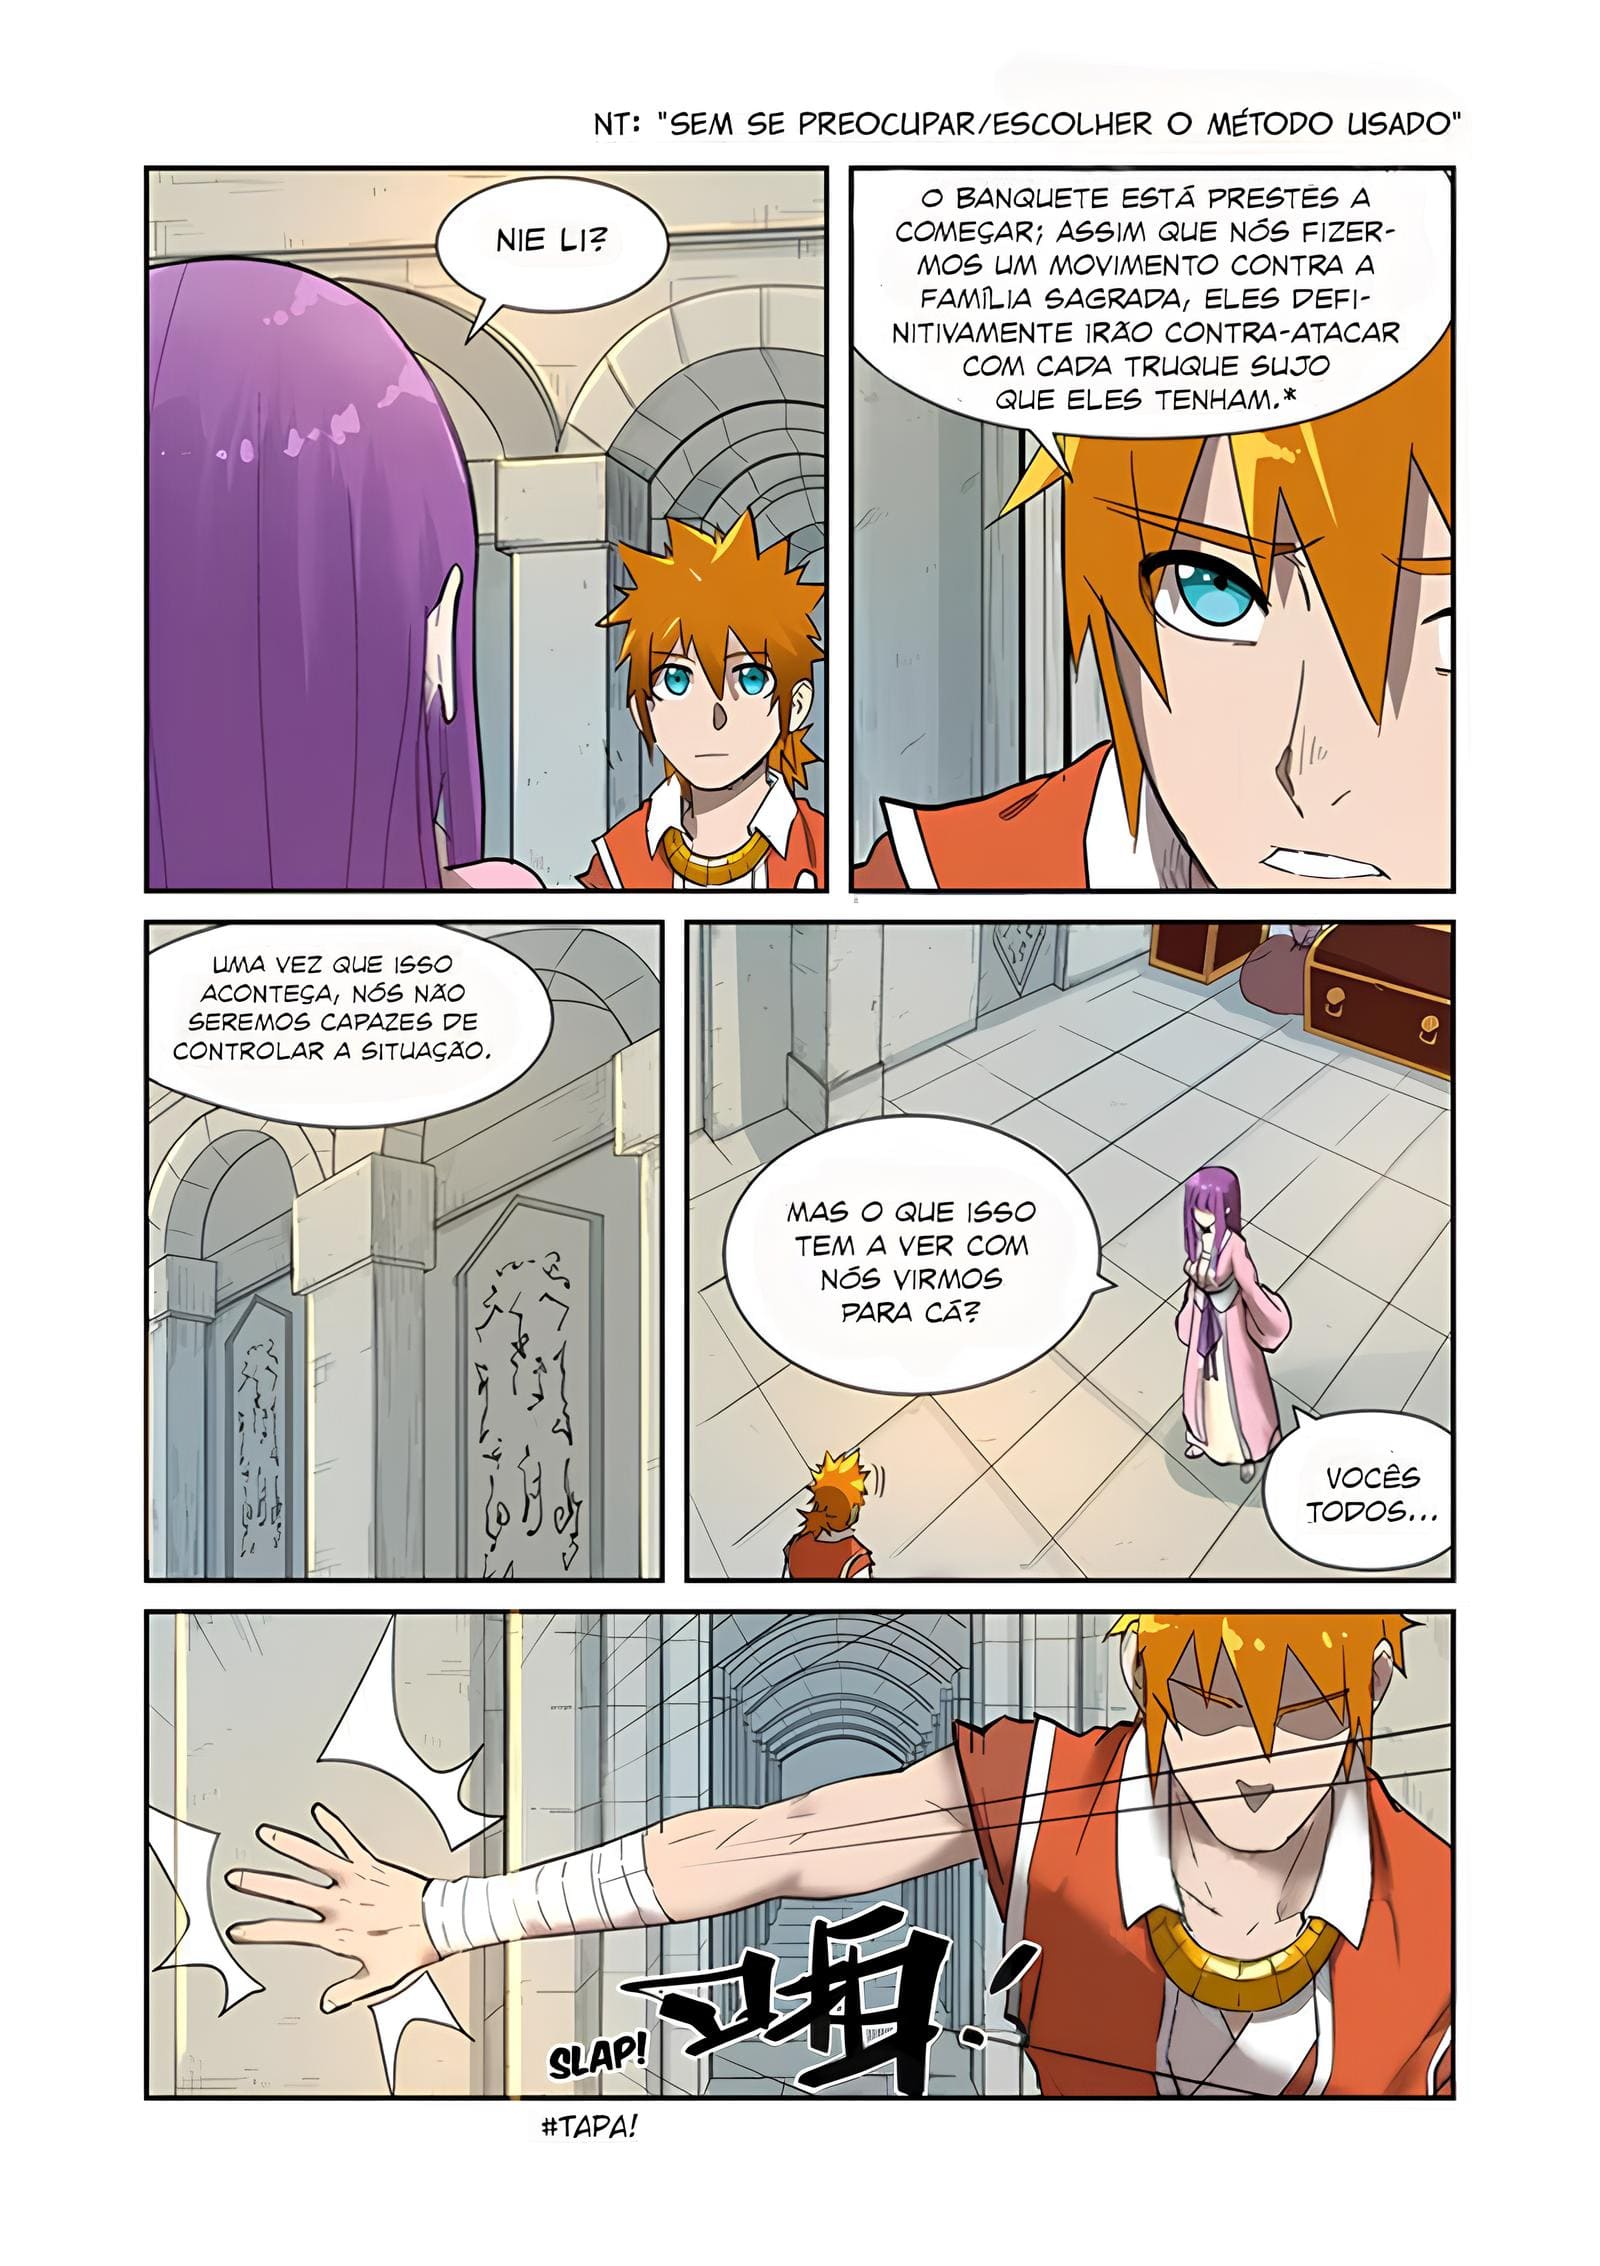 NT: "SEM SE PREOCUPAR/ESCOLHER O MÉTODO USADO"
NIE LI?
O BANQUETE ESTÁ PRESTES A
COMEÇAR; ASSIM QUE NÓS FIZER-
MOS UM MOVIMENTO CONTRA A
FAMÍLIA SAGRADA, ELES DEFI-
NITIVAMENTE IRÃO CONTRA-ATACAR
COM CADA TRUQUE SUJO
QUE ELES TENHAM.*
UMA VEZ QUE ISSO
ACONTEÇA, NÓS NÃO
SEREMOS CAPAZES DE
CONTROLAR A SITUAÇÃO.
MAS O QUE ISSO
TEM A VER COM
NÓS VIRMOS
PARA CÁ?
VOCÊS
TODOS...
SLAP!
#TAPA!